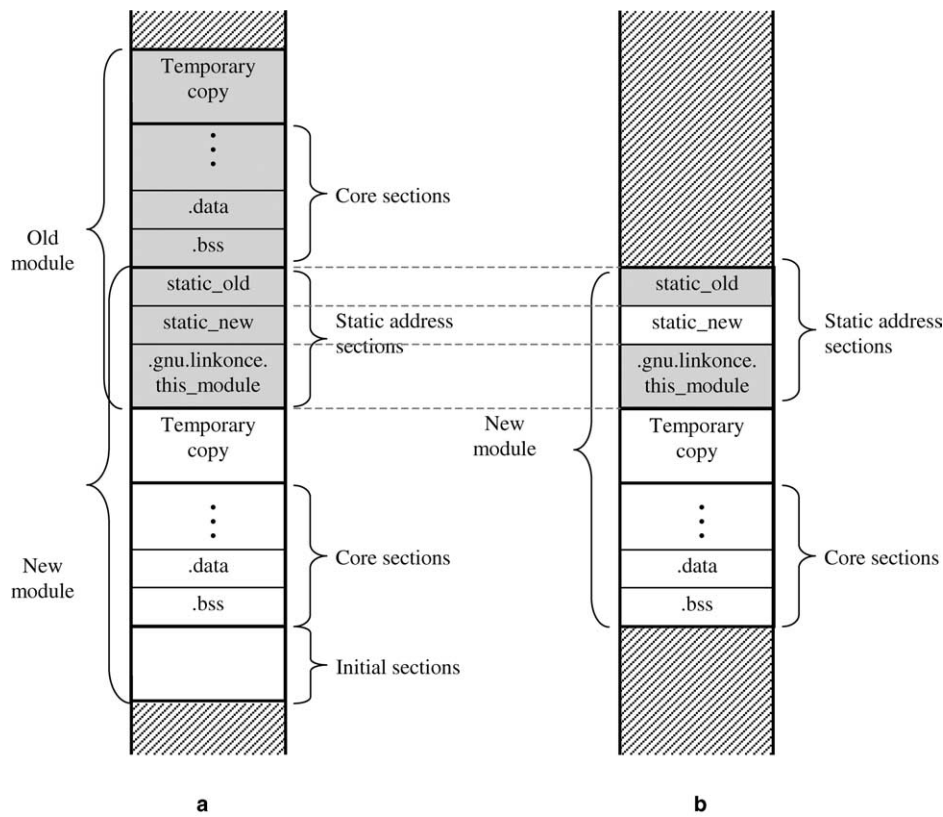 Temporary
copy
.data
.bss
Core sections
Old
module
static_old
static_new
.gnu.linkonce.
this_module
Static address
sections
Temporary
copy
.data
.bss
Core sections
New
module
Initial sections
a
static_old
static_new
.gnu.linkonce.
this_module
Static address
sections
New
module
Temporary
copy
.data
.bss
Core sections
b